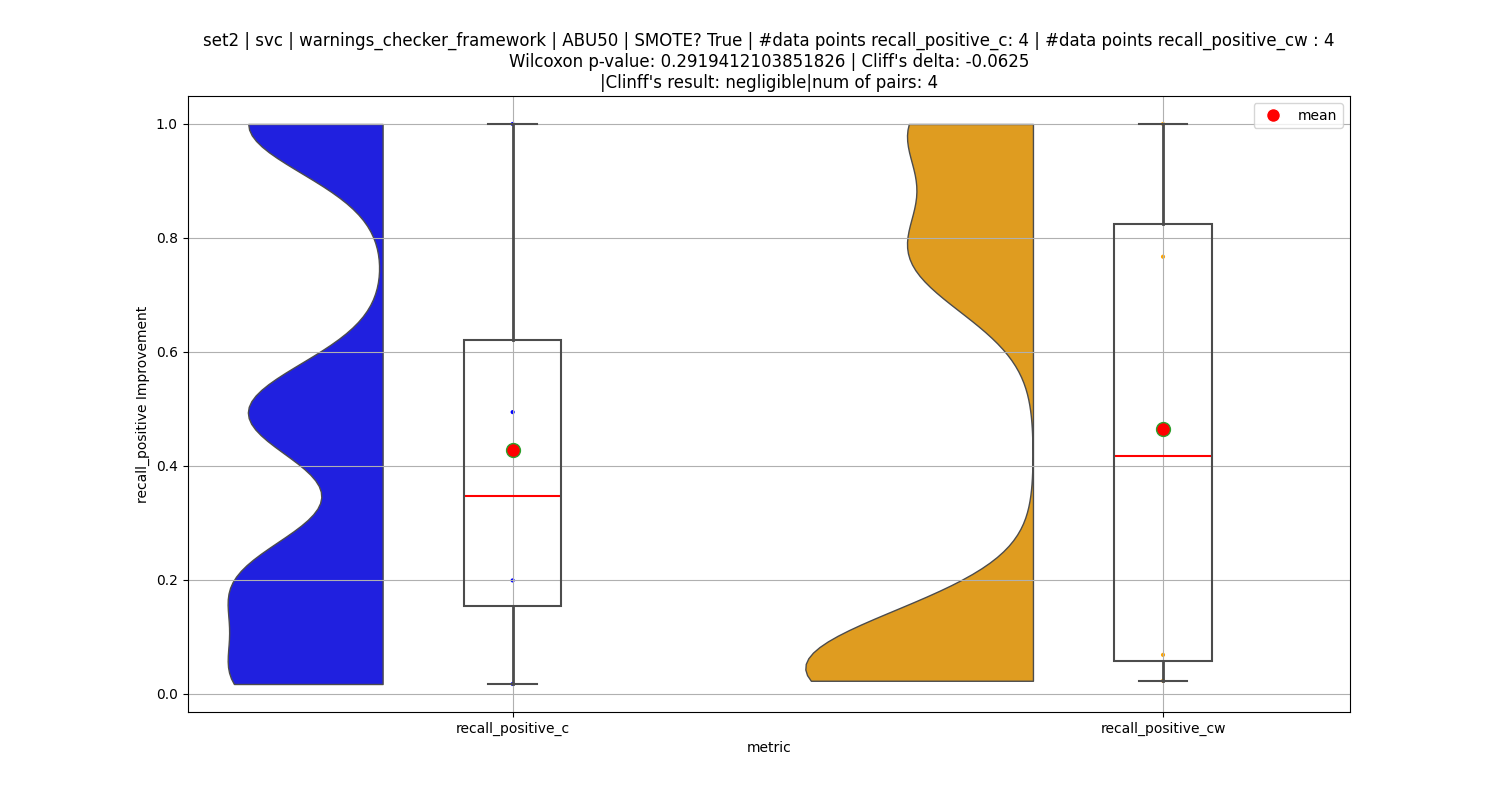 set2 | svc | warnings_checker_framework | ABU50 | SMOTE? True | #data points recall_positive_c: 4 | #data points recall_positive_cw : 4
Wilcoxon p-value: 0.2919412103851826 | Cliff's delta: -0.0625
|Clinff's result: negligible|num of pairs: 4
mean
1.0
0.8
0.6
0.4
0.2
0.0
recall_positive Improvement
recall_positive_c
recall_positive_cw
metric